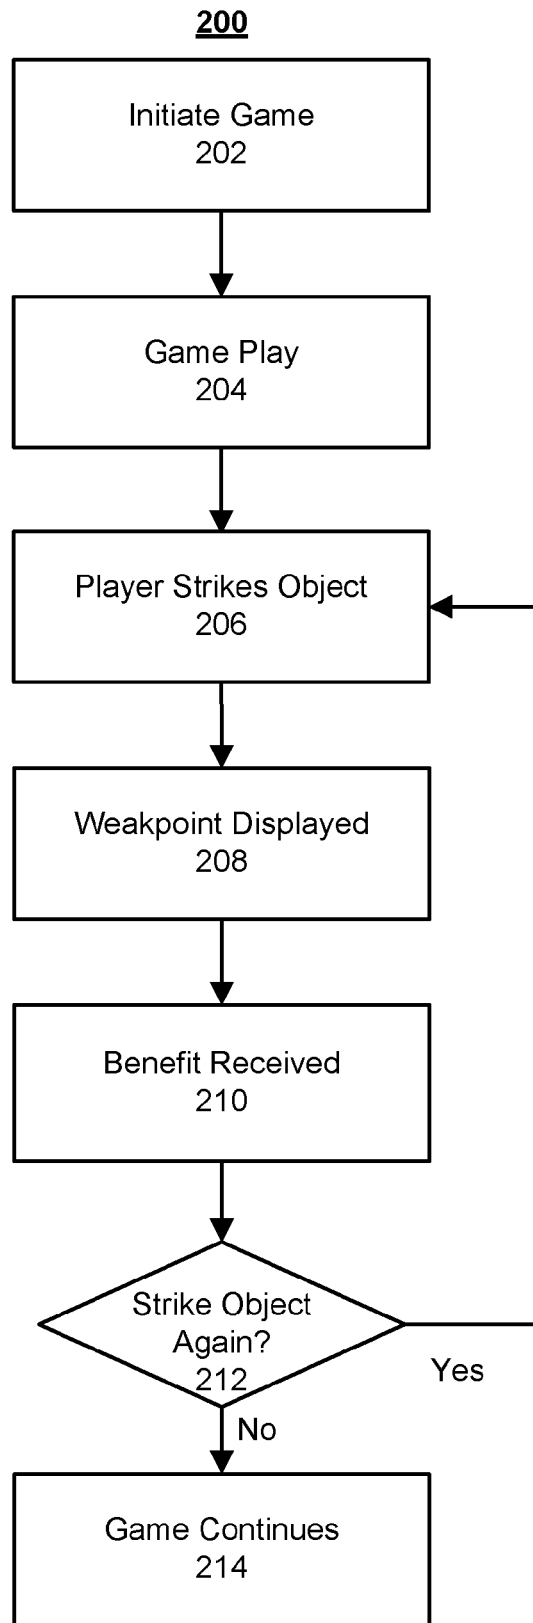 200
Initiate Game
202
Game Play
204
Player Strikes Object
206
Weakpoint Displayed
208
Benefit Received
210
Strike Object
Again?
212
Yes
No
Game Continues
214